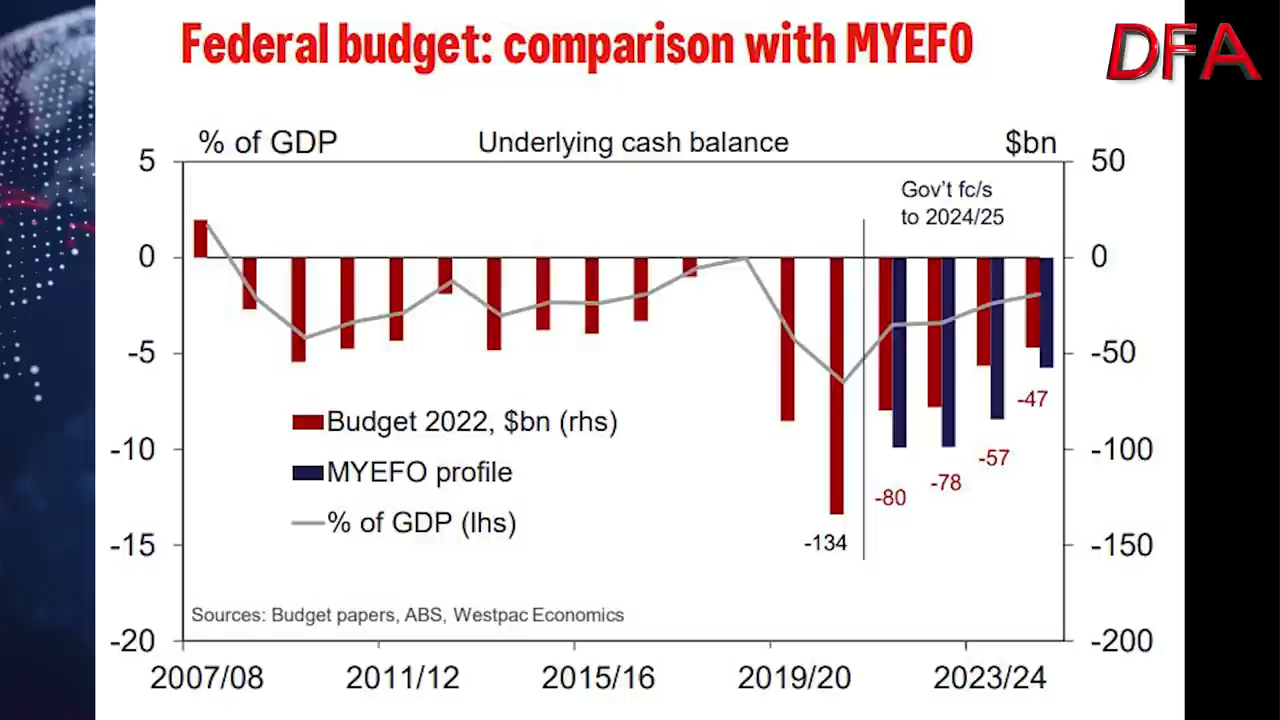 Federal budget: comparison with MYEFO
DFA
% of GDP
Underlying cash balance
$bn
5
50
Gov't fc/s
to 2024/25
0
0
-5
-50
-47
Budget 2022, $bn (rhs)
-10
-100
-57
MYEFO profile
-78
-80
% of GDP (lhs)
-134
-15
-150
Sources: Budget papers, ABS, Westpac Economics
-20
-200
2007/08
2011/12
2015/16
2019/20
2023/24